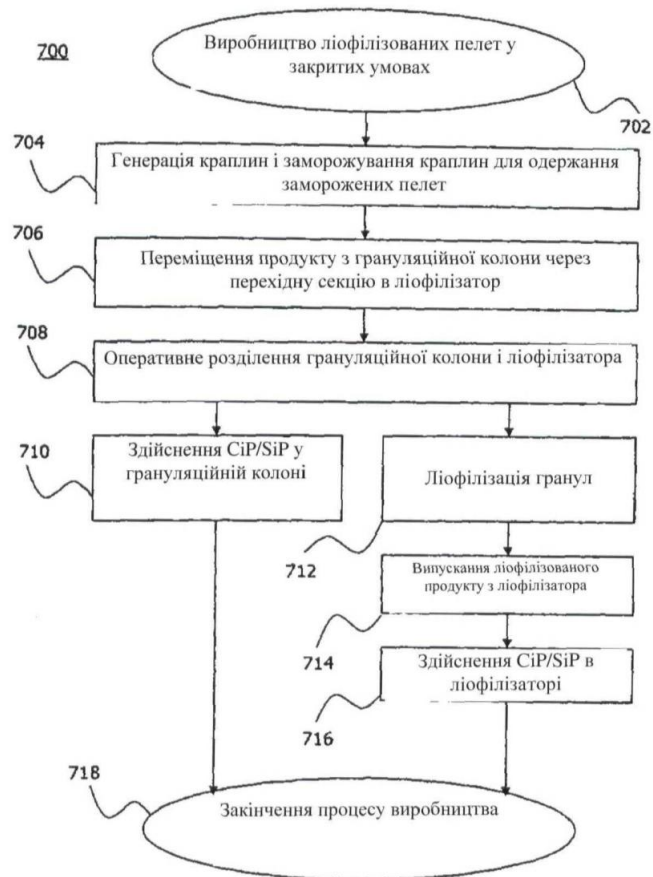 700
Виробництво ліофілізованих пелет у
закритих умовах
702
704
Генерація краплин і заморожування краплин для одержання
заморожених пелет
706
Переміщення продукту з грануляційної колони через
перехідну секцію в ліофілізатор
708
Оперативне розділення грануляційної колони і ліофілізатора
710
Здійснення CiP/SiP у
грануляційній колоні
Ліофілізація гранул
712
Випускання ліофілізованого
продукту з ліофілізатора
714
Здійснення CiP/SiP в
ліофілізаторі
716
718
Закінчення процесу виробництва